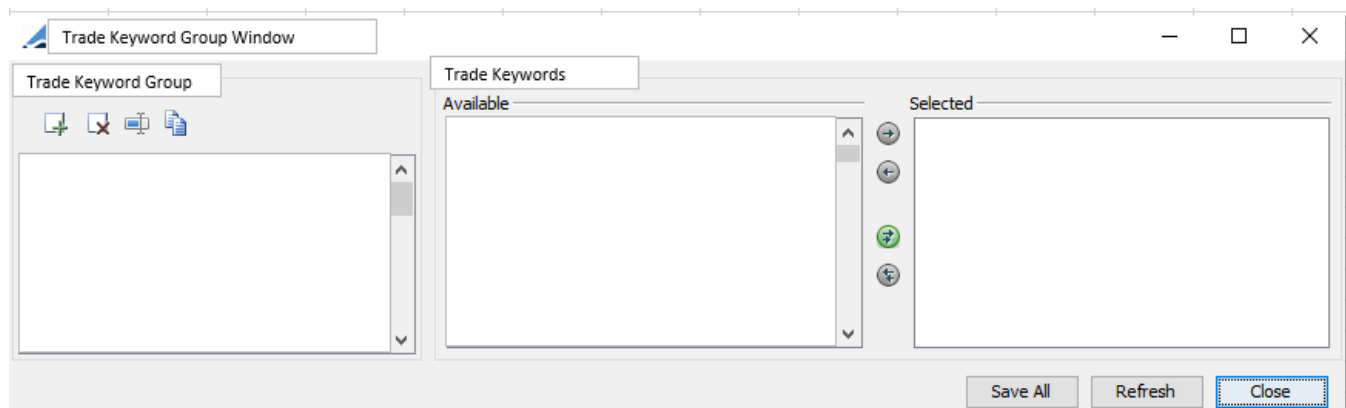 Trade Keyword Group Window
Trade Keyword Group
Trade Keywords
Available
Selected
Save All
Refresh
Close